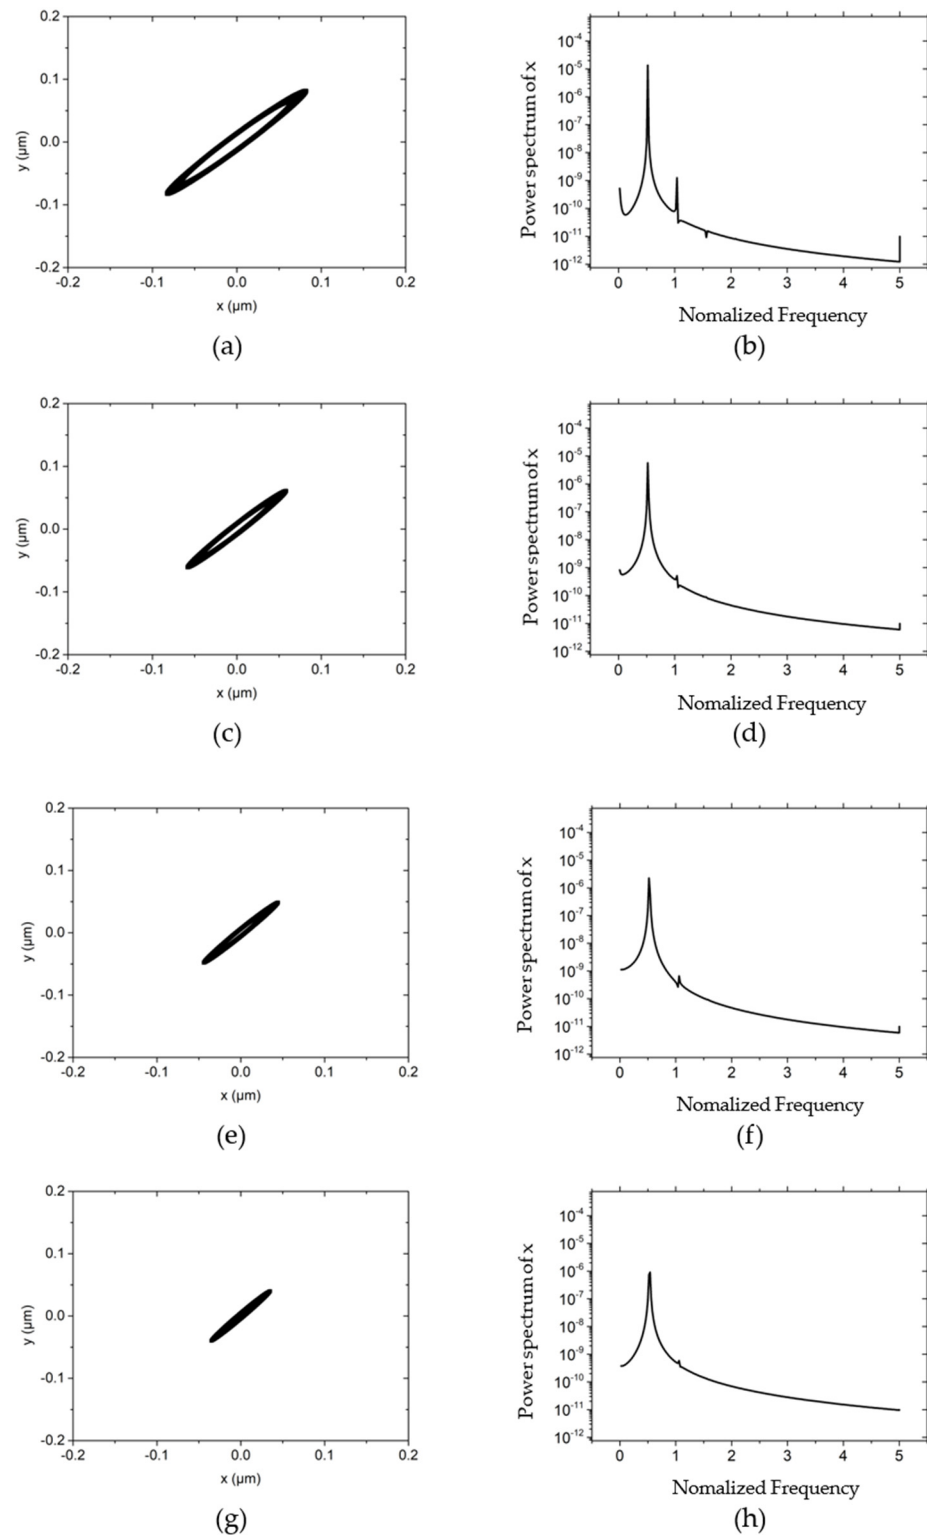 0.2
0.1
0.0
-0.1
-0.2
y (μm)
-0.2 -0.1 0.0 0.1 0.2
x (μm)
(a)
Power spectrum of x
10-4
10-5
10-6
10-7
10-8
10-9
10-10
10-11
10-12
0 1 2 3 4 5
Nomalized Frequency
(b)
0.2
0.1
0.0
-0.1
-0.2
y (μm)
-0.2 -0.1 0.0 0.1 0.2
x (μm)
(c)
Power spectrum of x
10-4
10-5
10-6
10-7
10-8
10-9
10-10
10-11
10-12
0 1 2 3 4 5
Nomalized Frequency
(d)
0.2
0.1
0.0
-0.1
-0.2
y (μm)
-0.2 -0.1 0.0 0.1 0.2
x (μm)
(e)
Power spectrum of x
10-4
10-5
10-6
10-7
10-8
10-9
10-10
10-11
10-12
0 1 2 3 4 5
Nomalized Frequency
(f)
0.2
0.1
0.0
-0.1
-0.2
y (μm)
-0.2 -0.1 0.0 0.1 0.2
x (μm)
(g)
Power spectrum of x
10-4
10-5
10-6
10-7
10-8
10-9
10-10
10-11
10-12
0 1 2 3 4 5
Nomalized Frequency
(h)